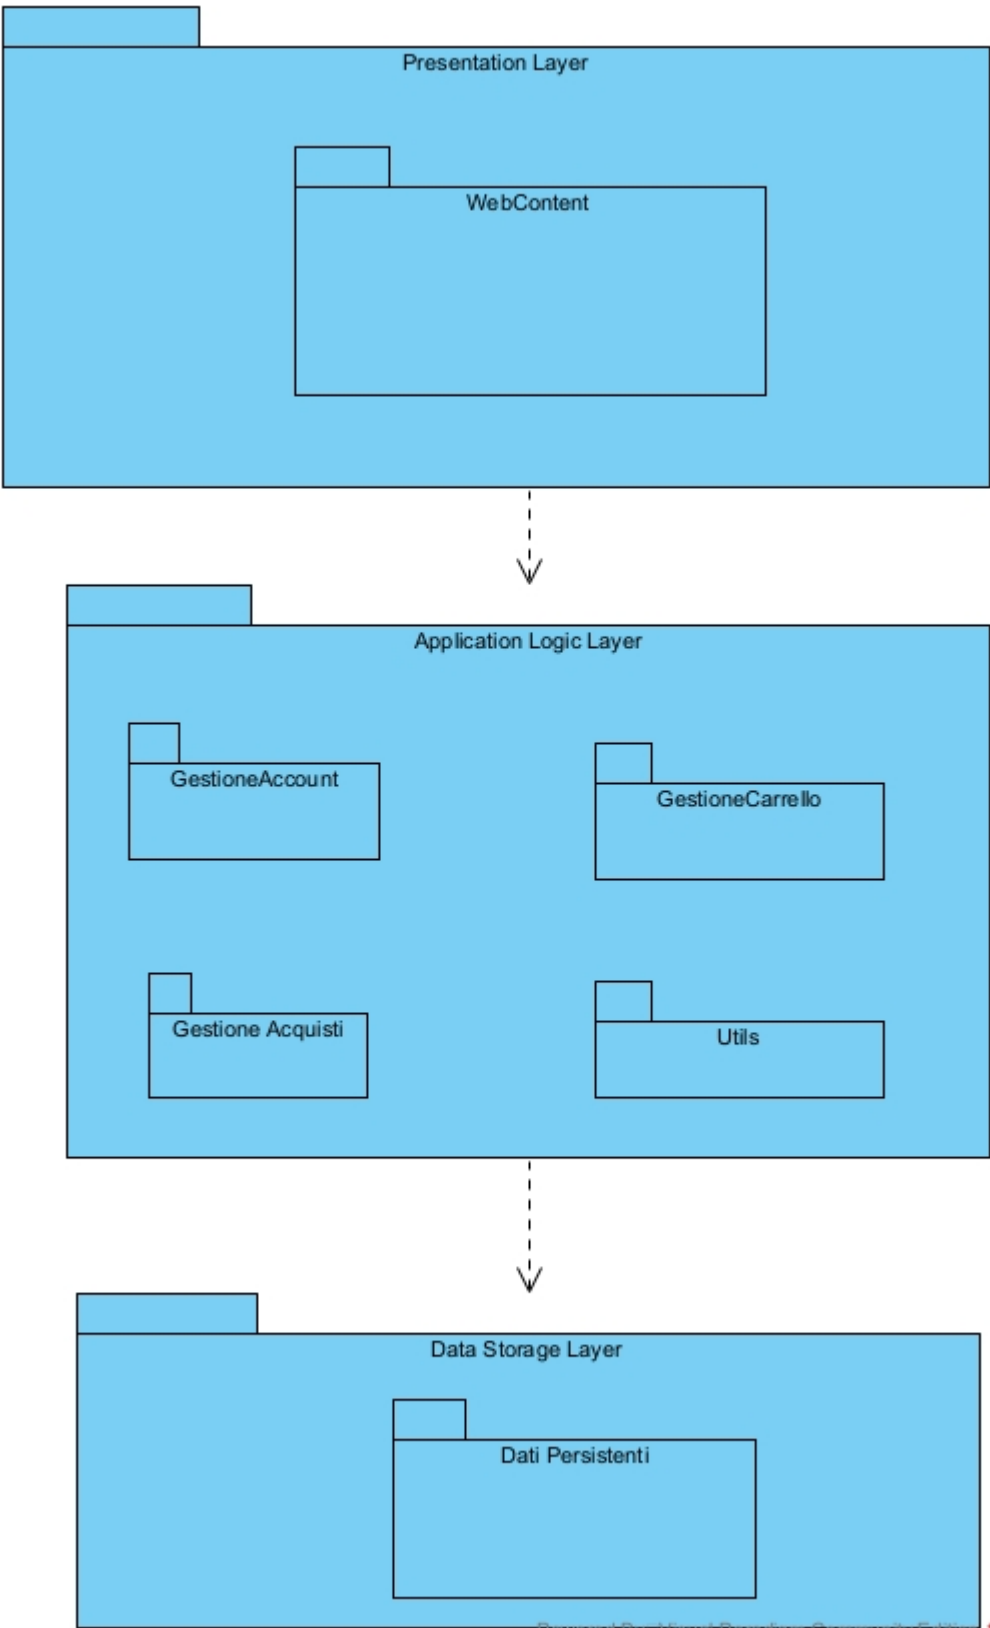 Presentation Layer
WebContent
Application Logic Layer
GestioneAccount
GestioneCarrello
Gestione Acquisti
Utils
Data Storage Layer
Dati Persistenti